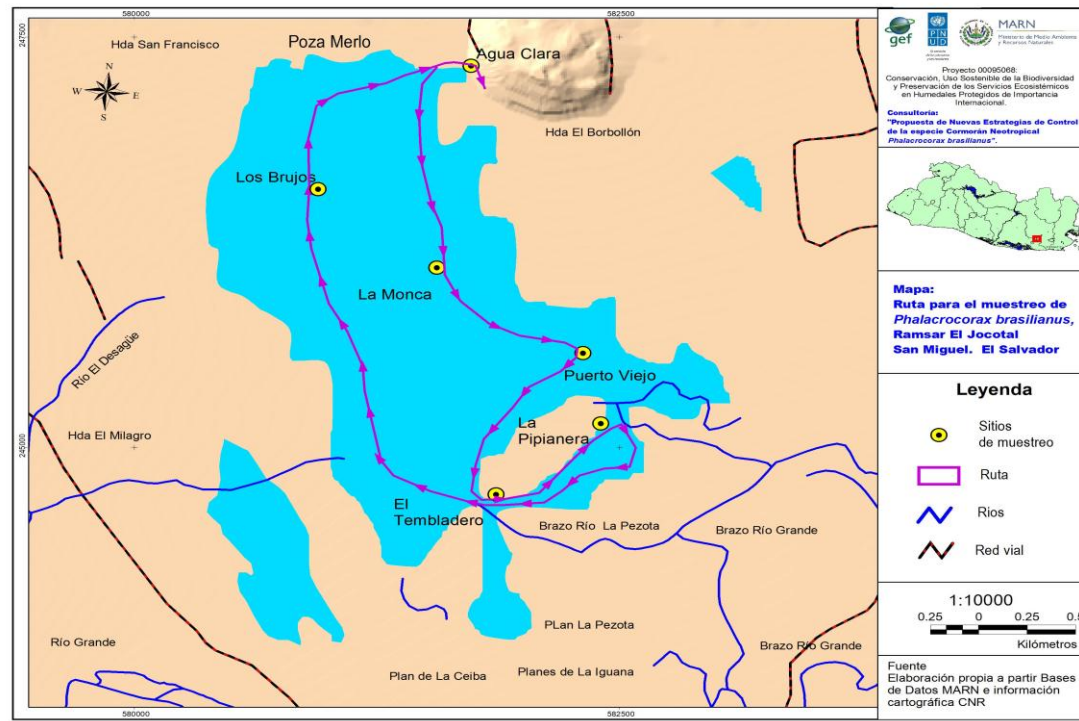 580000
582500
247500
245000
Hda San Francisco
Poza Merlo
Agua Clara
N
W
E
S
Hda El Borbollón
Los Brujos
La Monca
Río El Desagüe
Puerto Viejo
La
Pipianera
Hda El Milagro
El
Tembladero
Brazo Río La Pezota
Brazo Río Grande
PLan La Pezota
Río Grande
Brazo Río Grande
Plan de La Ceiba
Planes de La Iguana
580000
582500
gef
PNUD
MARN
Ministerio de Medio Ambiente
y Recursos Naturales
Proyecto 00095068:
Conservación, Uso Sostenible de la Biodiversidad
y Preservación de los Servicios Ecosistémicos
en Humedales Protegidos de Importancia
Internacional.
Consultoría:
"Propuesta de Nuevas Estrategias de Control
de la especie Cormorán Neotropical
Phalacrocorax brasilianus".
Mapa:
Ruta para el muestreo de
Phalacrocorax brasilianus,
Ramsar El Jocotal
San Miguel. El Salvador
Leyenda
Sitios
de muestreo
Ruta
Rios
Red vial
1:10000
0.25 0 0.25 0.5
Kilómetros
Fuente
Elaboración propia a partir Bases
de Datos MARN e información
cartográfica CNR